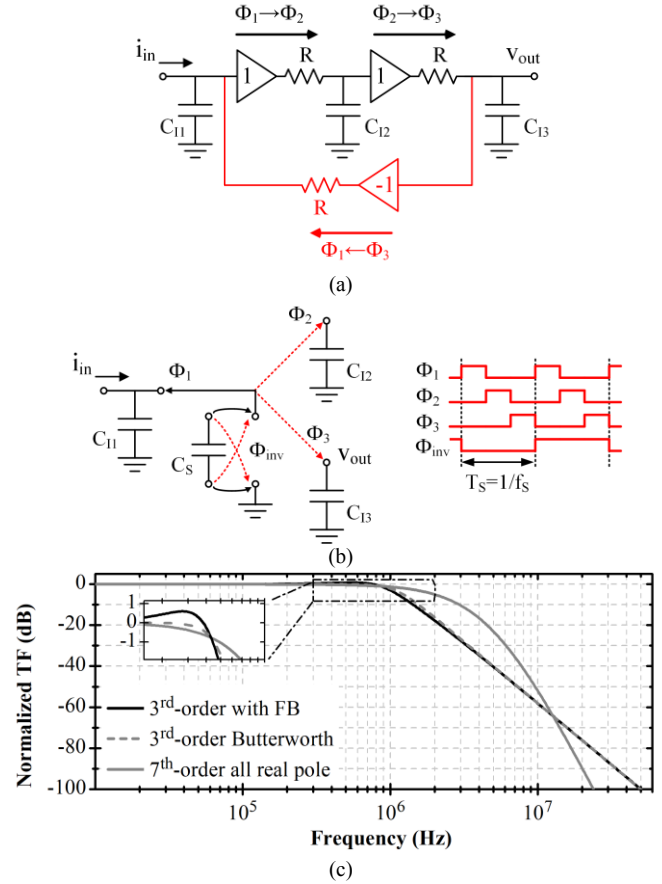 Φ1→Φ2 Φ2→Φ3
iin R R vout
1 1
CI1 CI2 CI3
-1
R
Φ1←Φ3
(a)
Φ2
iin Φ1 CI2
CI1 Φ3
CS Φinv vout
CI3
Φ1
Φ2
Φ3
Φinv
TS=1/fS
(b)
Normalized TF (dB)
0
-20
-40
-60
-80
-100
1
0
-1
3rd-order with FB
3rd-order Butterworth
7th-order all real pole
10^5 10^6 10^7
Frequency (Hz)
(c)